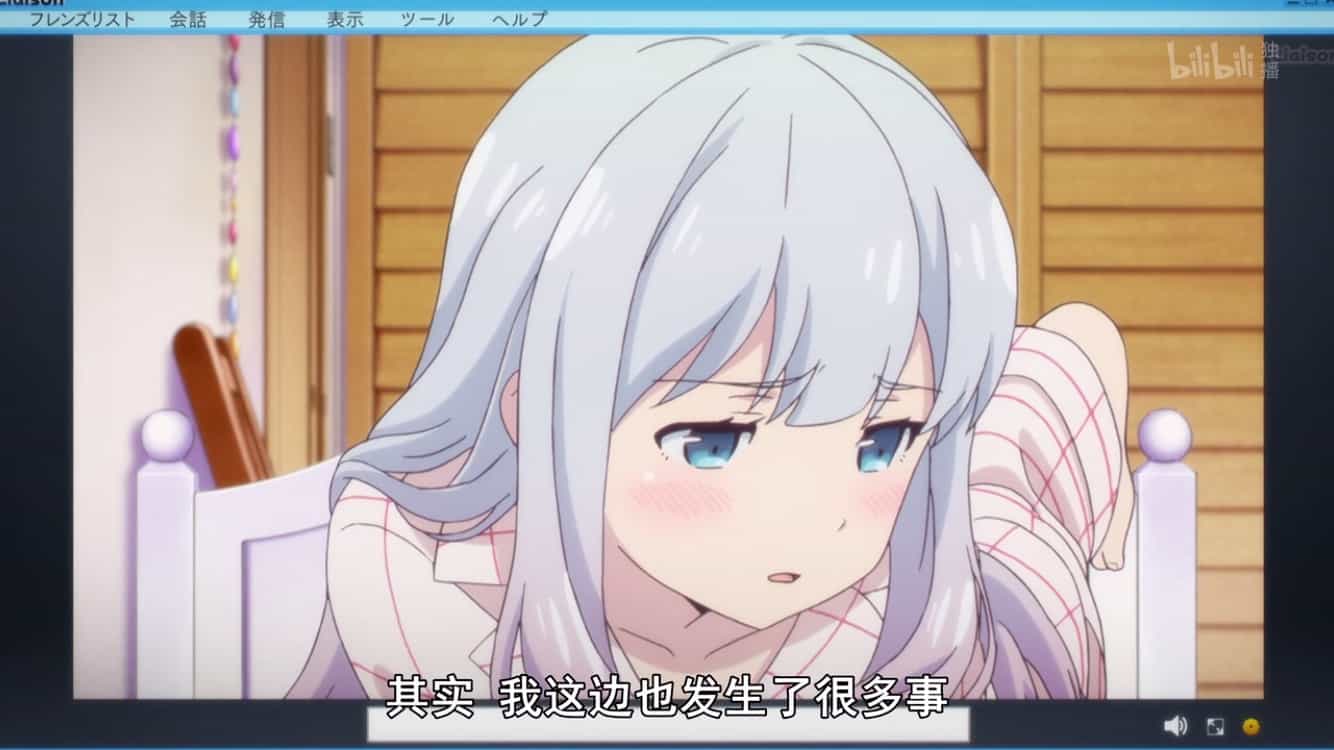 フレンズリスト 会話 発信 表示 ツール ヘルプ
bilibili 独播
其实 我这边也发生了很多事